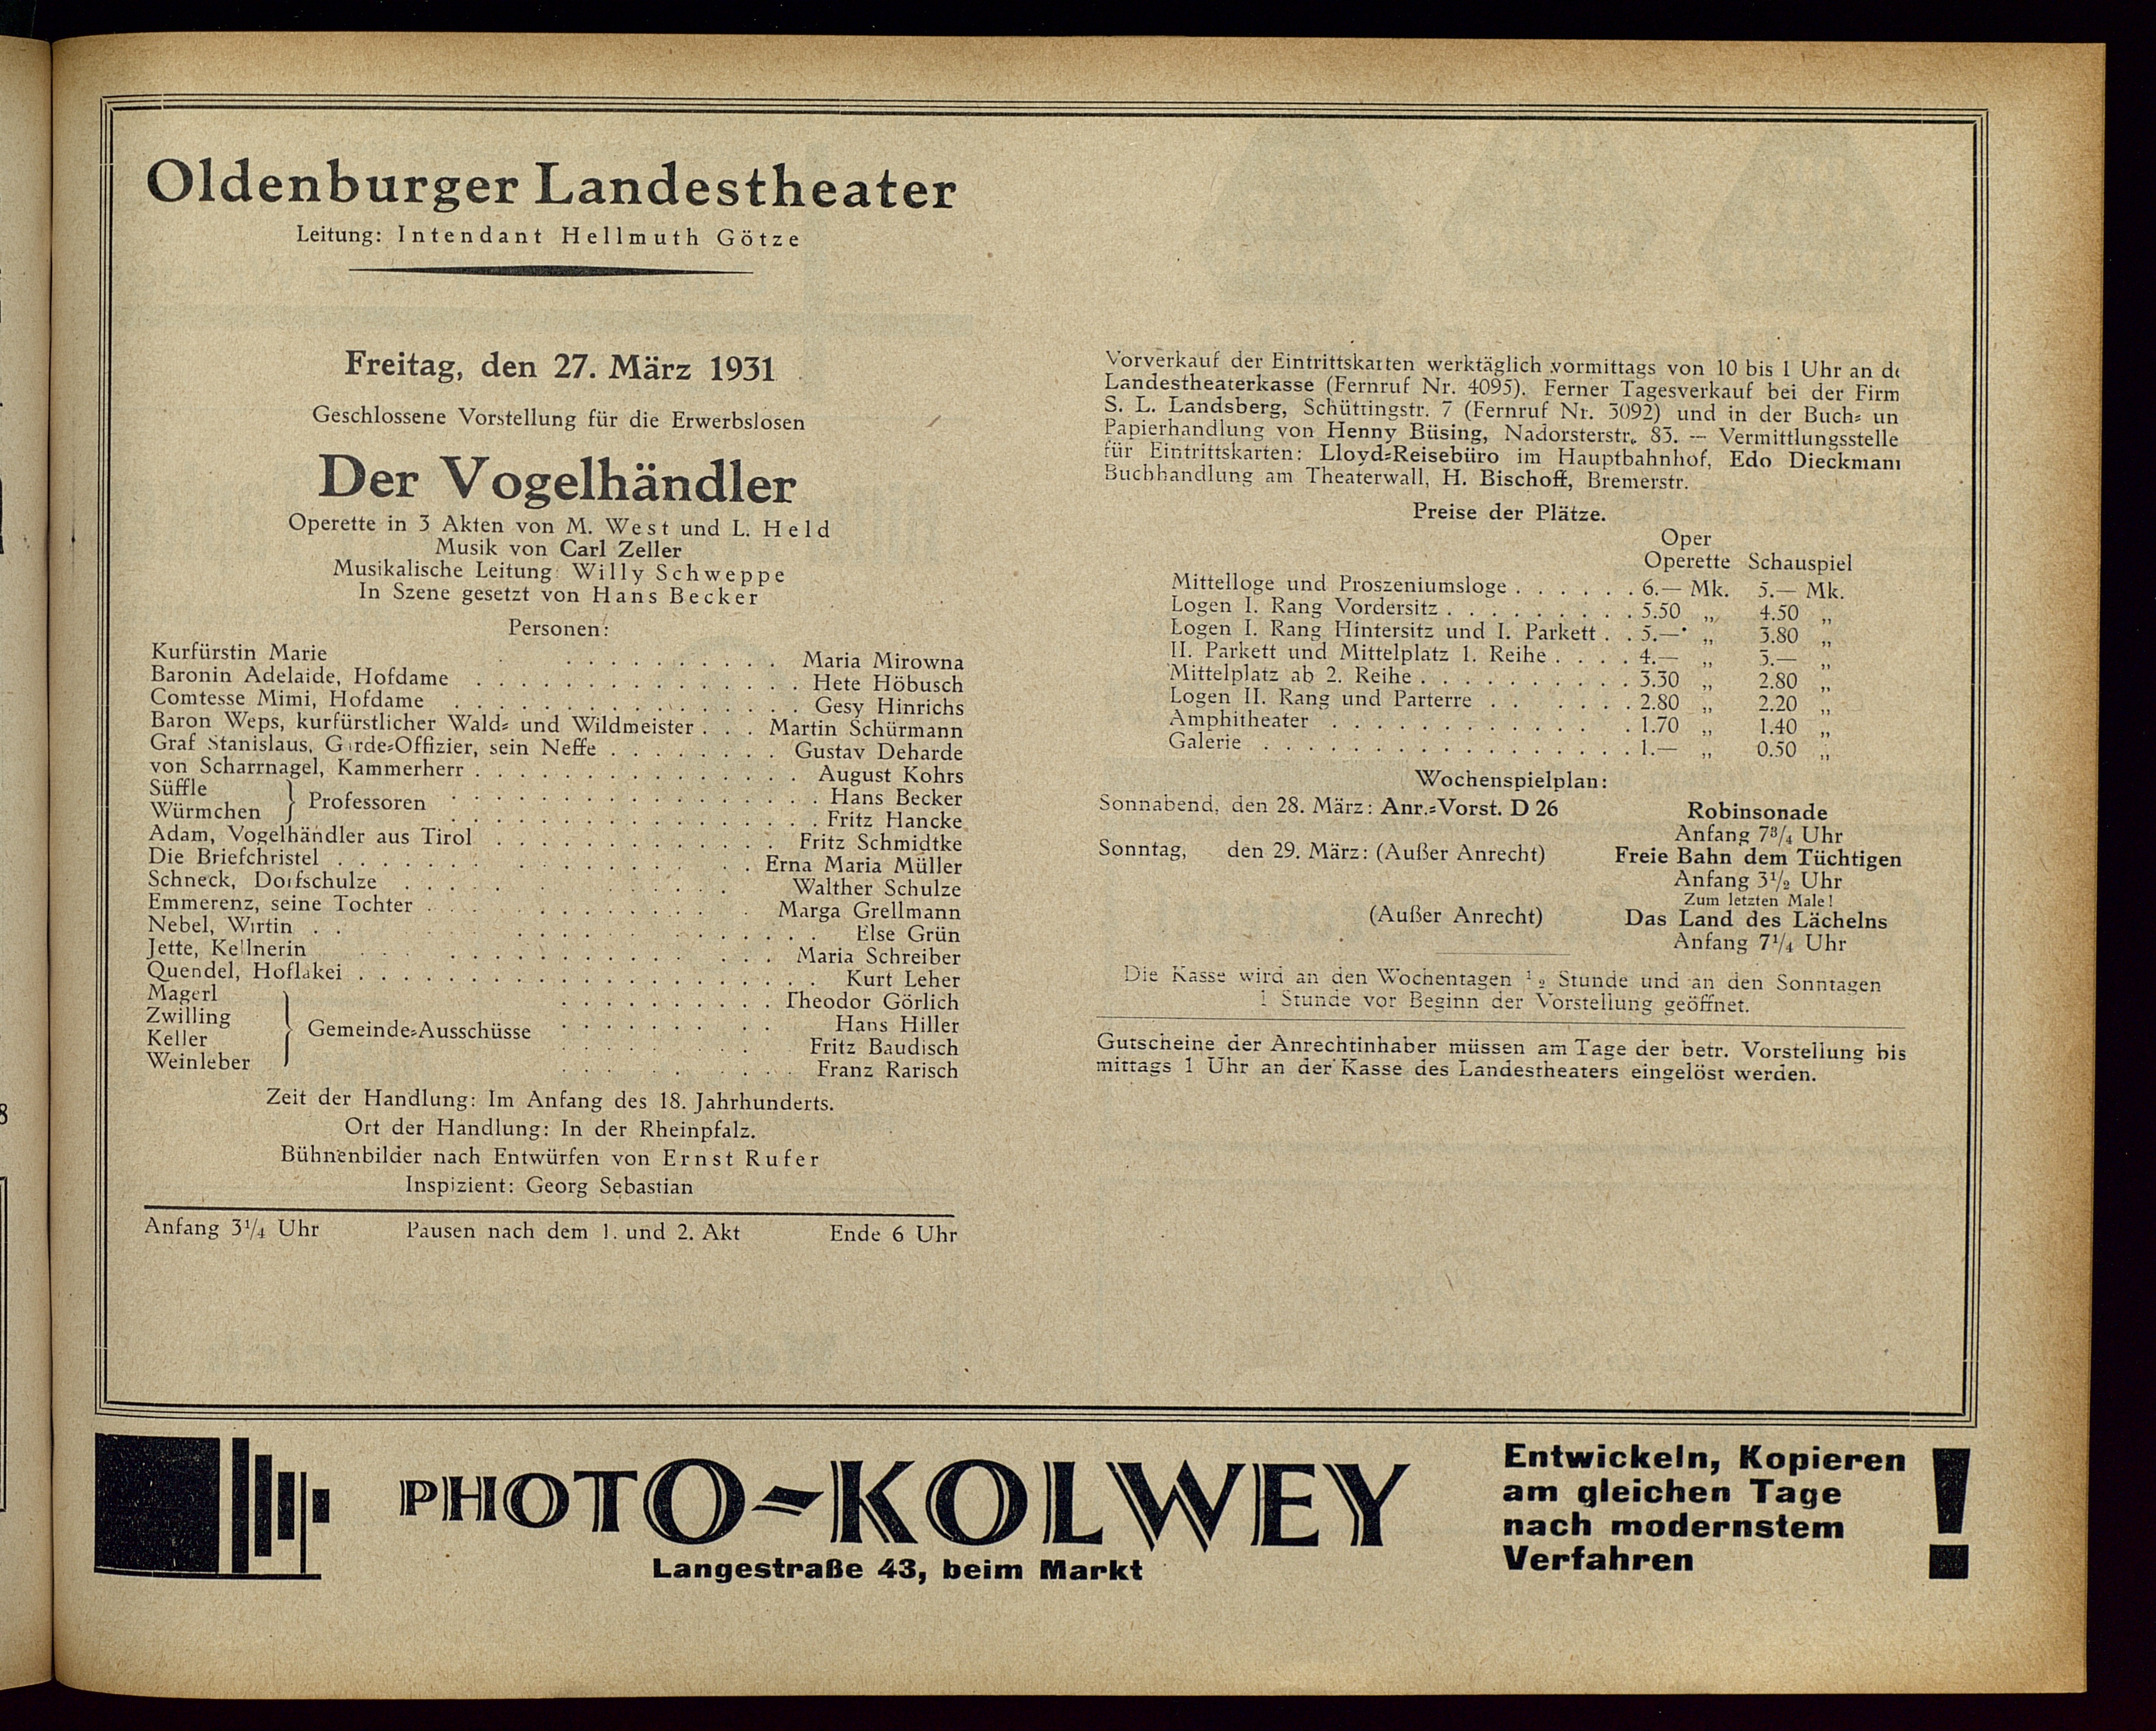 Oldenburger Landestheater
Leitung: Intendant Hellmuth Götze
Freitag, den 27. März 1931
Geschlossene Vorstellung für die Erwerbslosen
Der Vogelhändler
Operette in 3 Akten von M. West und L. Held
Musik von Carl Zeller
Musikalische Leitung: Willy Schweppe
In Szene gesetzt von Hans Becker
Personen:
Kurfürstin Marie . . . . . . . . . . Maria Mirowna
Baronin Adelaide, Hofdame . . . . . . . . . . Hete Höbusch
Comtesse Mimi, Hofdame . . . . . . . . . . Gesy Hinrichs
Baron Weps, kurfürstlicher Wald- und Wildmeister . . . Martin Schürmann
Graf Stanislaus, Garde-Offizier, sein Neffe . . . . . . . Gustav Deharde
von Scharrnagel, Kammerherr . . . . . . . . . . August Kohrs
Süffle } Professoren . . . . . . . . . . Hans Becker
Würmchen } . . . . . . . . . . Fritz Hancke
Adam, Vogelhändler aus Tirol . . . . . . . . . . Fritz Schmidtke
Die Briefchristel . . . . . . . . . . Erna Maria Müller
Schneck, Dorfschulze . . . . . . . . . . Walther Schulze
Emmerenz, seine Tochter . . . . . . . . . . Marga Grellmann
Nebel, Wirtin . . . . . . . . . . Else Grün
Jette, Kellnerin . . . . . . . . . . Maria Schreiber
Quendel, Hoflakei . . . . . . . . . . Kurt Leher
Magerl } . . . . . . . . . . Theodor Görlich
Zwilling } Gemeinde-Ausschüsse . . . . . . . . Hans Hiller
Keller } . . . . . . . . Fritz Baudisch
Weinleber } . . . . . . . . Franz Rarisch
Zeit der Handlung: Im Anfang des 18. Jahrhunderts.
Ort der Handlung: In der Rheinpfalz.
Bühnenbilder nach Entwürfen von Ernst Rufer
Inspizient: Georg Sebastian
Anfang 3¼ Uhr Pausen nach dem 1. und 2. Akt Ende 6 Uhr
Vorverkauf der Eintrittskarten werktäglich vormittags von 10 bis 1 Uhr an de
Landestheaterkasse (Fernruf Nr. 4095). Ferner Tagesverkauf bei der Firm
S. L. Landsberg, Schüttingstr. 7 (Fernruf Nr. 3092) und in der Buch- un
Papierhandlung von Henny Büsing, Nadorsterstr. 83. — Vermittlungsstelle
für Eintrittskarten: Lloyd-Reisebüro im Hauptbahnhof, Edo Dieckmann
Buchhandlung am Theaterwall, H. Bischoff, Bremerstr.
Preise der Plätze.
Oper
Operette Schauspiel
Mittelloge und Proszeniumsloge . . . . . . 6.— Mk. 5.— Mk.
Logen I. Rang Vordersitz . . . . . . . . . 5.50 „ 4.50 „
Logen I. Rang Hintersitz und I. Parkett . . 5.— „ 3.80 „
II. Parkett und Mittelplatz 1. Reihe . . . . 4.— „ 3.— „
Mittelplatz ab 2. Reihe . . . . . . . . . . 3.30 „ 2.80 „
Logen II. Rang und Parterre . . . . . . . 2.80 „ 2.20 „
Amphitheater . . . . . . . . . . 1.70 „ 1.40 „
Galerie . . . . . . . . . . . . . 1.— „ 0.50 „
Wochenspielplan:
Sonnabend, den 28. März: Anr.-Vorst. D 26 Robinsonade
Anfang 7¾ Uhr
Sonntag, den 29. März: (Außer Anrecht) Freie Bahn dem Tüchtigen
Anfang 3½ Uhr
Zum letzten Male!
(Außer Anrecht) Das Land des Lächelns
Anfang 7¼ Uhr
Die Kasse wird an den Wochentagen ½ Stunde und an den Sonntagen
1 Stunde vor Beginn der Vorstellung geöffnet.
Gutscheine der Anrechtinhaber müssen am Tage der betr. Vorstellung bis
mittags 1 Uhr an der Kasse des Landestheaters eingelöst werden.
PHOTO-KOLWEY
Langestraße 43, beim Markt
Entwickeln, Kopieren
am gleichen Tage
nach modernstem
Verfahren !